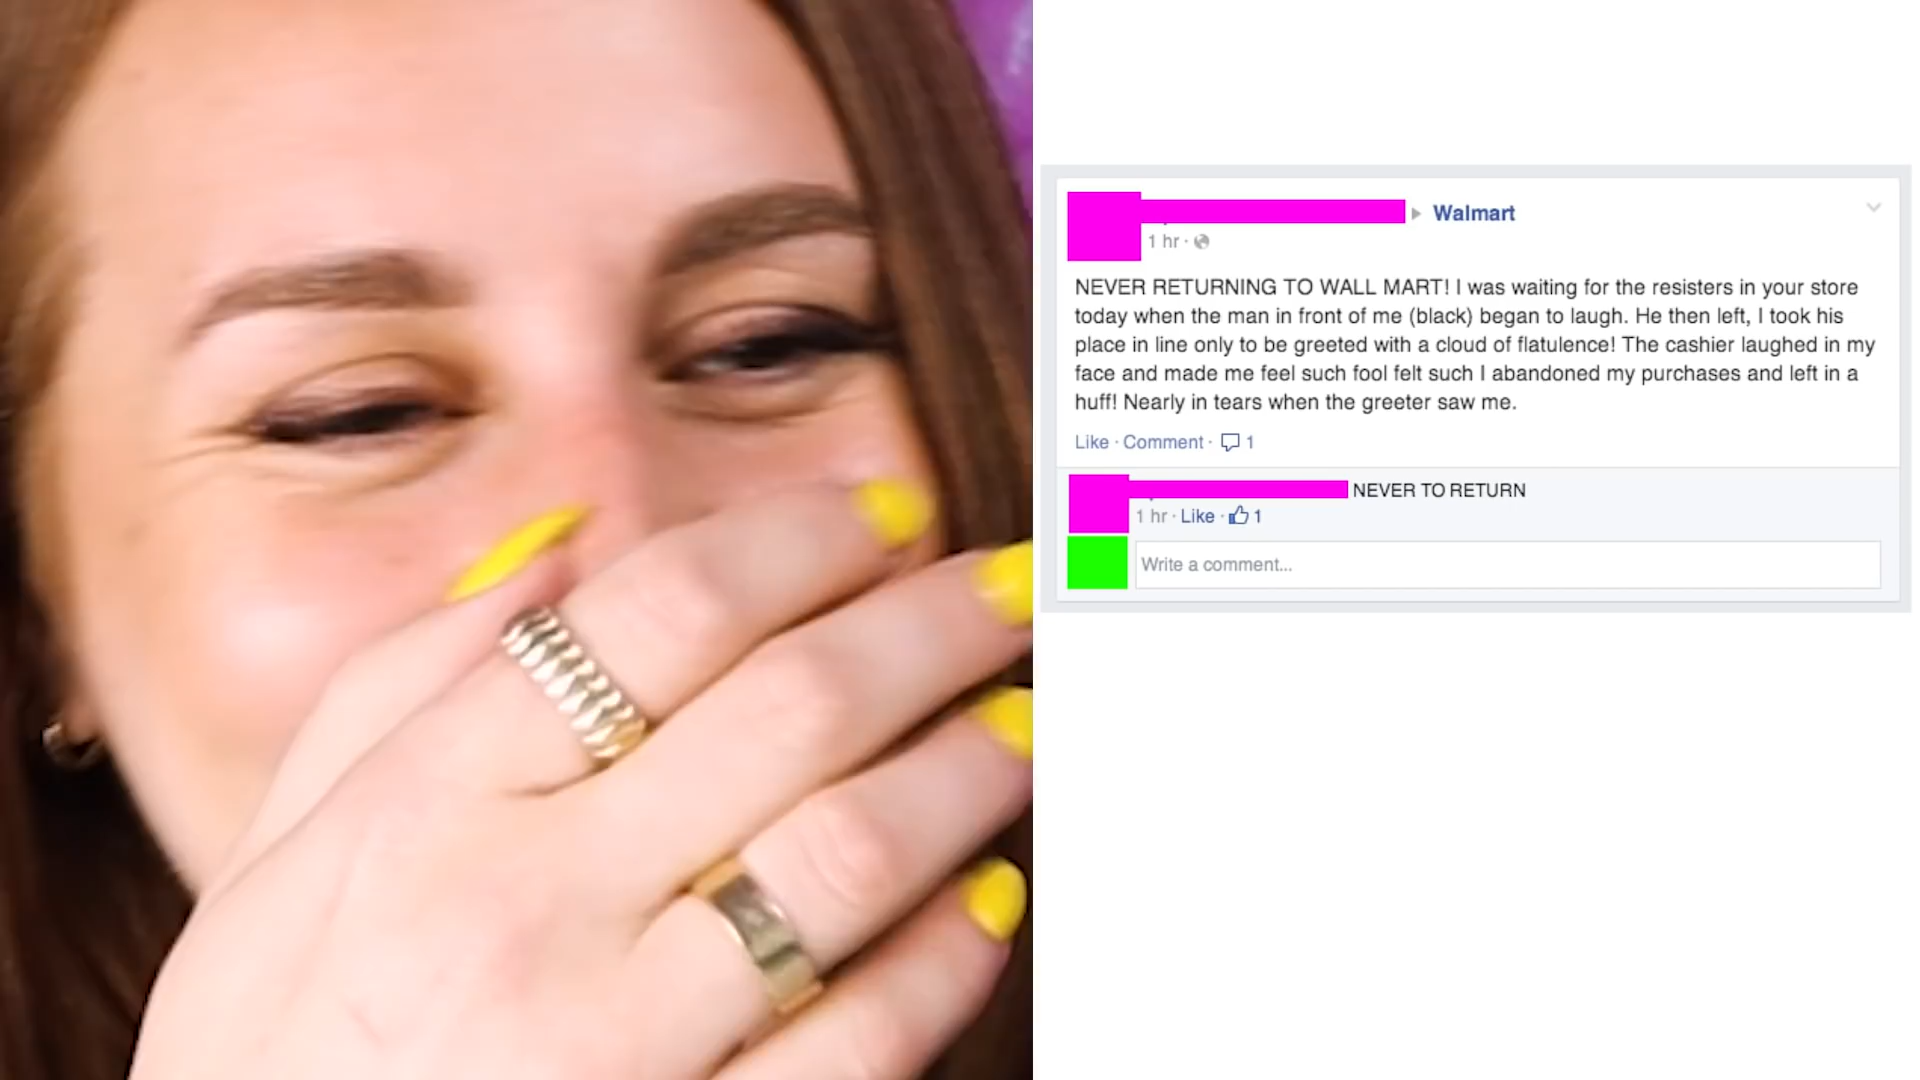 Walmart
1 hr ·
NEVER RETURNING TO WALL MART! I was waiting for the resisters in your store
today when the man in front of me (black) began to laugh. He then left, I took his
place in line only to be greeted with a cloud of flatulence! The cashier laughed in my
face and made me feel such fool felt such I abandoned my purchases and left in a
huff! Nearly in tears when the greeter saw me.
Like · Comment · 1
NEVER TO RETURN
1 hr · Like · 1
Write a comment...